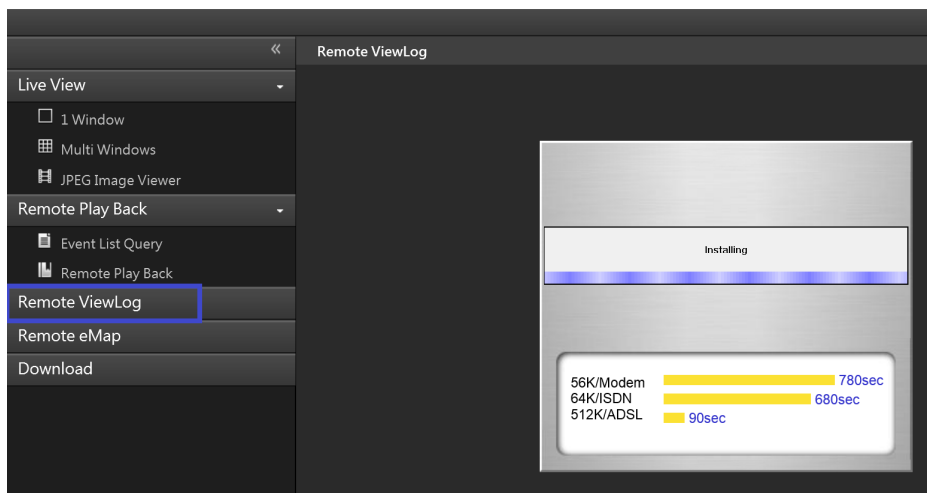 «
Remote ViewLog
Live View
1 Window
Multi Windows
JPEG Image Viewer
Remote Play Back
Event List Query
Remote Play Back
Remote ViewLog
Remote eMap
Download
Installing
56K/Modem 780sec
64K/ISDN 680sec
512K/ADSL 90sec